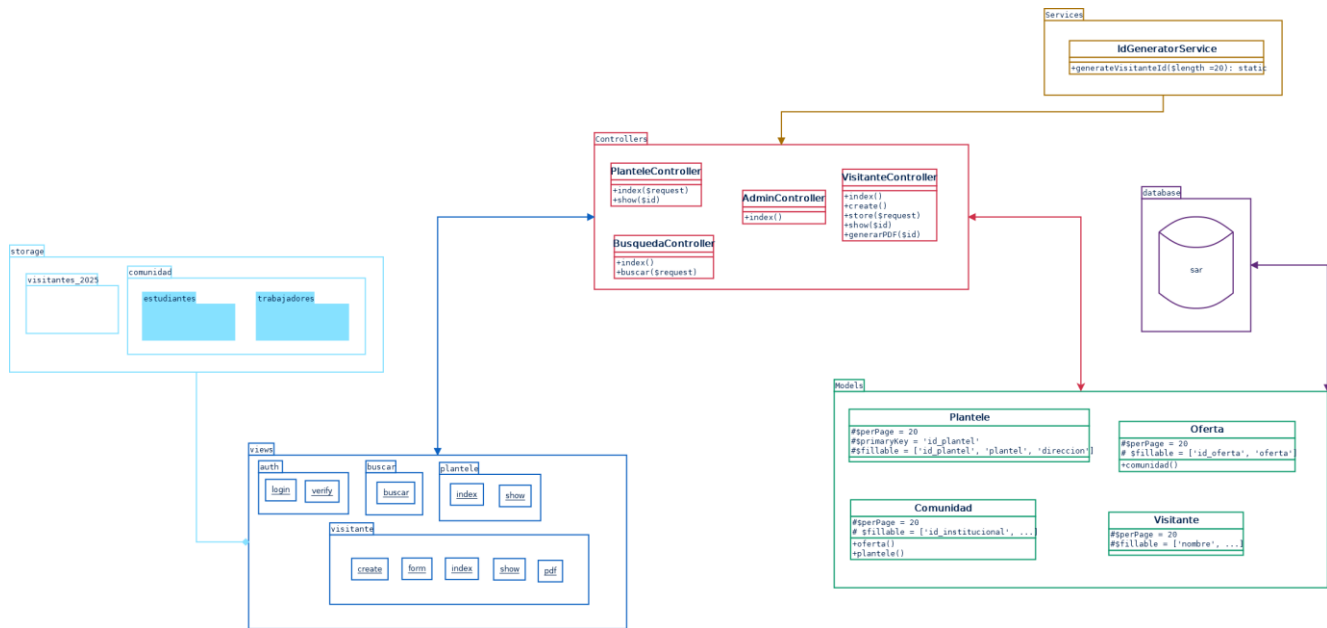 Services
IdGeneratorService
+generateVisitanteId($length =20): static
Controllers
PlanteleController
+index($request)
+show($id)
AdminController
+index()
VisitanteController
+index()
+create()
+store($request)
+show($id)
+generarPDF($id)
BusquedaController
+index()
+buscar($request)
database
sar
storage
visitantes_2025
comunidad
estudiantes
trabajadores
Models
Plantele
#$perPage = 20
#$primaryKey = 'id_plantel'
#$fillable = ['id_plantel', 'plantel', 'direccion']
Oferta
#$perPage = 20
# $fillable = ['id_oferta', 'oferta']
+comunidad()
Comunidad
#$perPage = 20
# $fillable = ['id_institucional', ...]
+oferta()
+plantele()
Visitante
#$perPage = 20
#$fillable = ['nombre', ...]
views
auth
login
verify
buscar
buscar
plantele
index
show
visitante
create
form
index
show
pdf